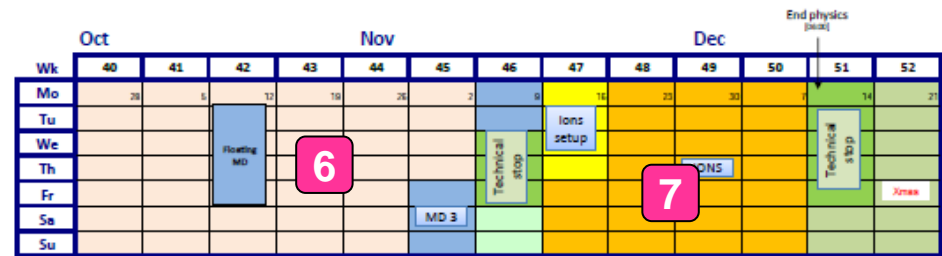 End physics
[06:00]
Oct Nov Dec
Wk 40 41 42 43 44 45 46 47 48 49 50 51 52
Mo 28 5 12 19 26 2 9 16 23 30 7 14 21
Tu
We
Th
Fr
Sa
Su
Floating
MD
6
MD 3
Technical
stop
Ions
setup
7
IONS
Technical
stop
Xmas